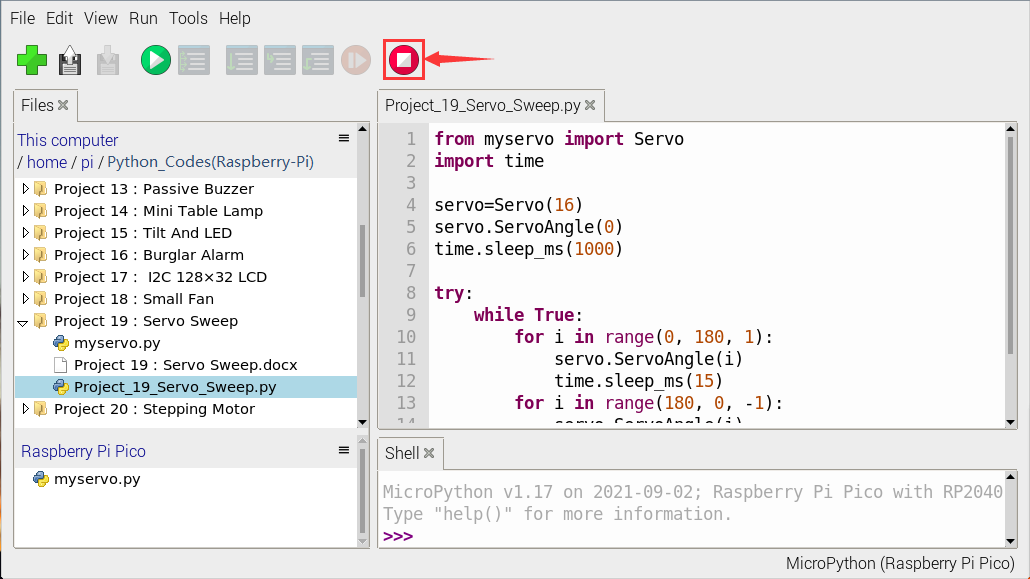 File Edit View Run Tools Help
Files
This computer
/ home / pi / Python_Codes(Raspberry-Pi)
Project 13 : Passive Buzzer
Project 14 : Mini Table Lamp
Project 15 : Tilt And LED
Project 16 : Burglar Alarm
Project 17 :  I2C 128×32 LCD
Project 18 : Small Fan
Project 19 : Servo Sweep
myservo.py
Project 19 : Servo Sweep.docx
Project_19_Servo_Sweep.py
Project 20 : Stepping Motor
Raspberry Pi Pico
myservo.py
Project_19_Servo_Sweep.py
1 from myservo import Servo
2 import time
3
4 servo=Servo(16)
5 servo.ServoAngle(0)
6 time.sleep_ms(1000)
7
8 try:
9     while True:
10         for i in range(0, 180, 1):
11             servo.ServoAngle(i)
12             time.sleep_ms(15)
13         for i in range(180, 0, -1):
14             servo.ServoAngle(i)
Shell
MicroPython v1.17 on 2021-09-02; Raspberry Pi Pico with RP2040
Type "help()" for more information.
>>>
MicroPython (Raspberry Pi Pico)